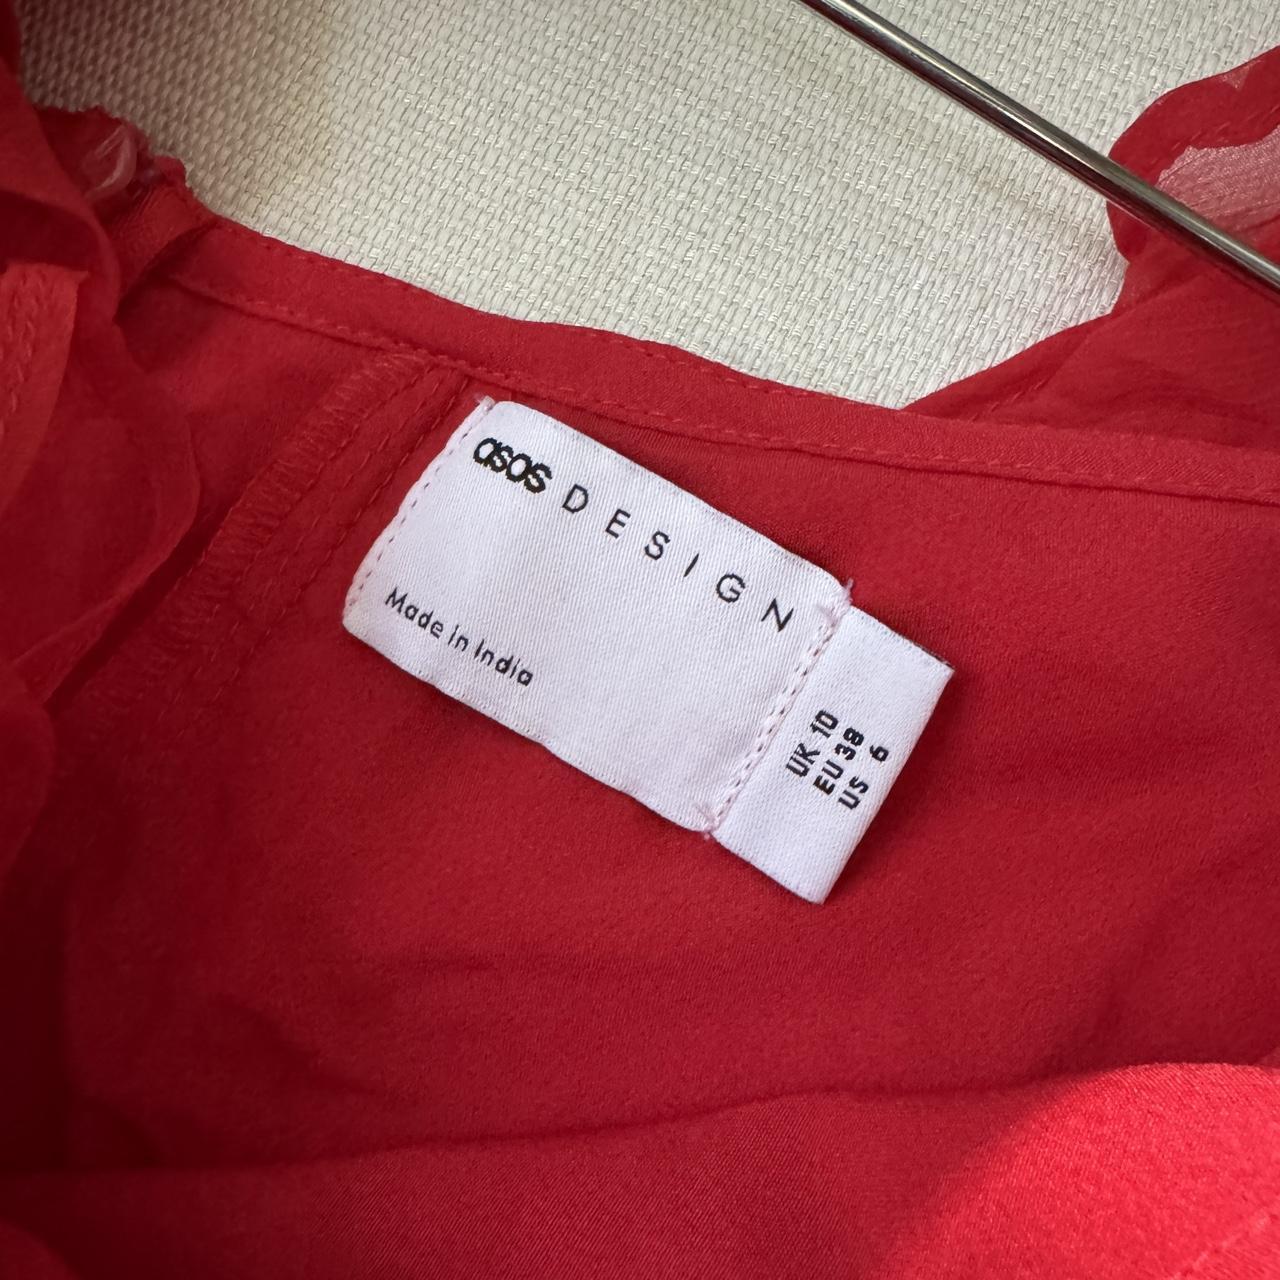 asos DESIGN
Made in India
UK 10
EU 38
US 6